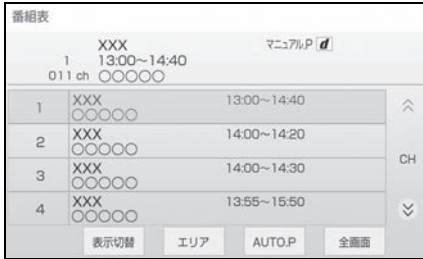 番組表
XXX マニュアル.P d
1 13:00～14:40
011 ch ○○○○○
1 XXX 13:00～14:40
○○○○○
2 XXX 14:00～14:20
○○○○○
3 XXX 14:00～14:30
○○○○○
4 XXX 13:55～15:50
○○○○○
CH
表示切替 エリア AUTO.P 全画面